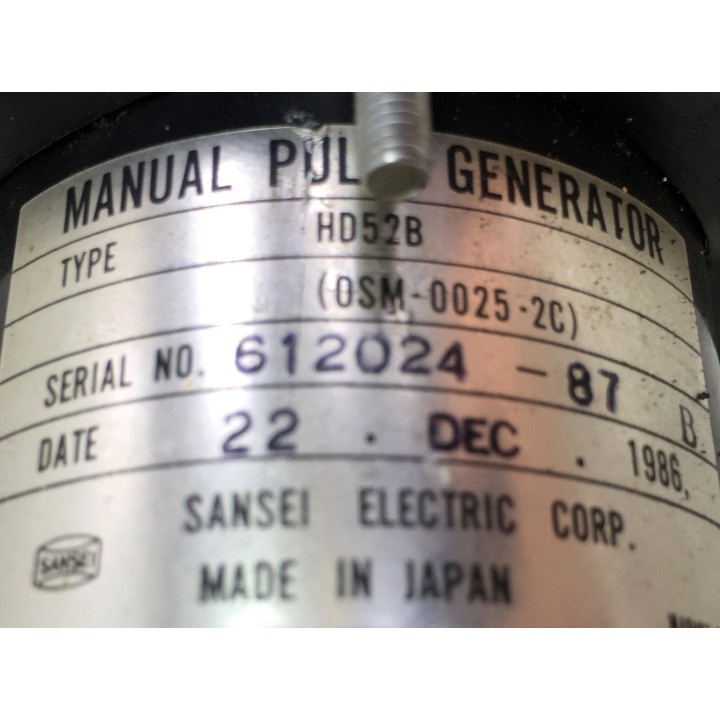 MANUAL PUL GENERATOR
TYPE HD52B
(OSM-0025-2C)
SERIAL NO. 612024-87
B
DATE 22. DEC. 1986,
SANSEI ELECTRIC CORP.
SANSEI
MADE IN JAPAN